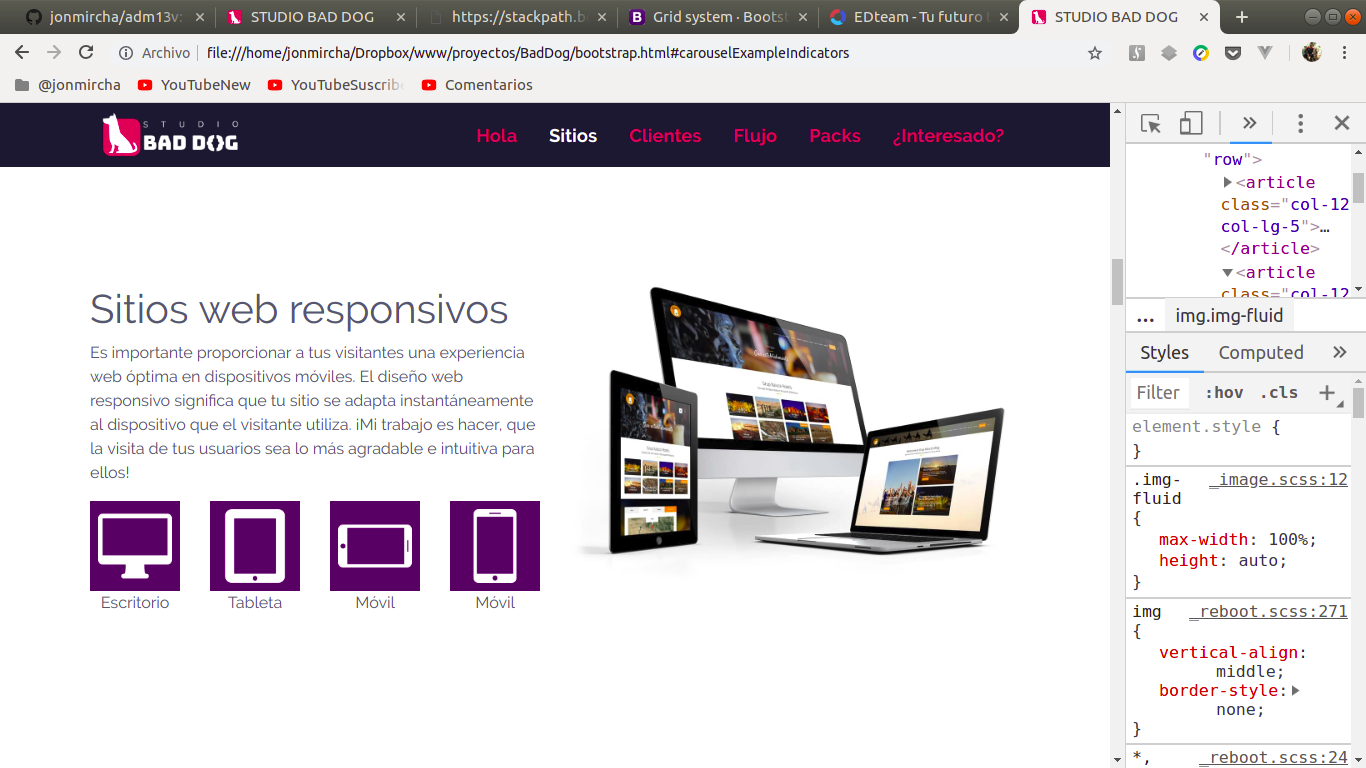 jonmircha/adm13v
STUDIO BAD DOG
https://stackpath.b
Grid system · Bootst
EDteam - Tu futuro
STUDIO BAD DOG
Archivo
file:///home/jonmircha/Dropbox/www/proyectos/BadDog/bootstrap.html#carouselExampleIndicators
@jonmircha
YouTubeNew
YouTubeSuscrib
Comentarios
STUDIO
BAD DOG
Hola
Sitios
Clientes
Flujo
Packs
¿Interesado?
Sitios web responsivos
Es importante proporcionar a tus visitantes una experiencia
web óptima en dispositivos móviles. El diseño web
responsivo significa que tu sitio se adapta instantáneamente
al dispositivo que el visitante utiliza. ¡Mi trabajo es hacer, que
la visita de tus usuarios sea lo más agradable e intuitiva para
ellos!
Escritorio
Tableta
Móvil
Móvil
"row">
<article
class="col-12
col-lg-5">…
</article>
<article
class="col-12
...
img.img-fluid
Styles
Computed
Filter
:hov
.cls
element.style {
}
.img-fluid
_image.scss:12
{
max-width: 100%;
height: auto;
}
img
_reboot.scss:271
{
vertical-align:
middle;
border-style:
none;
}
*,
_reboot.scss:24